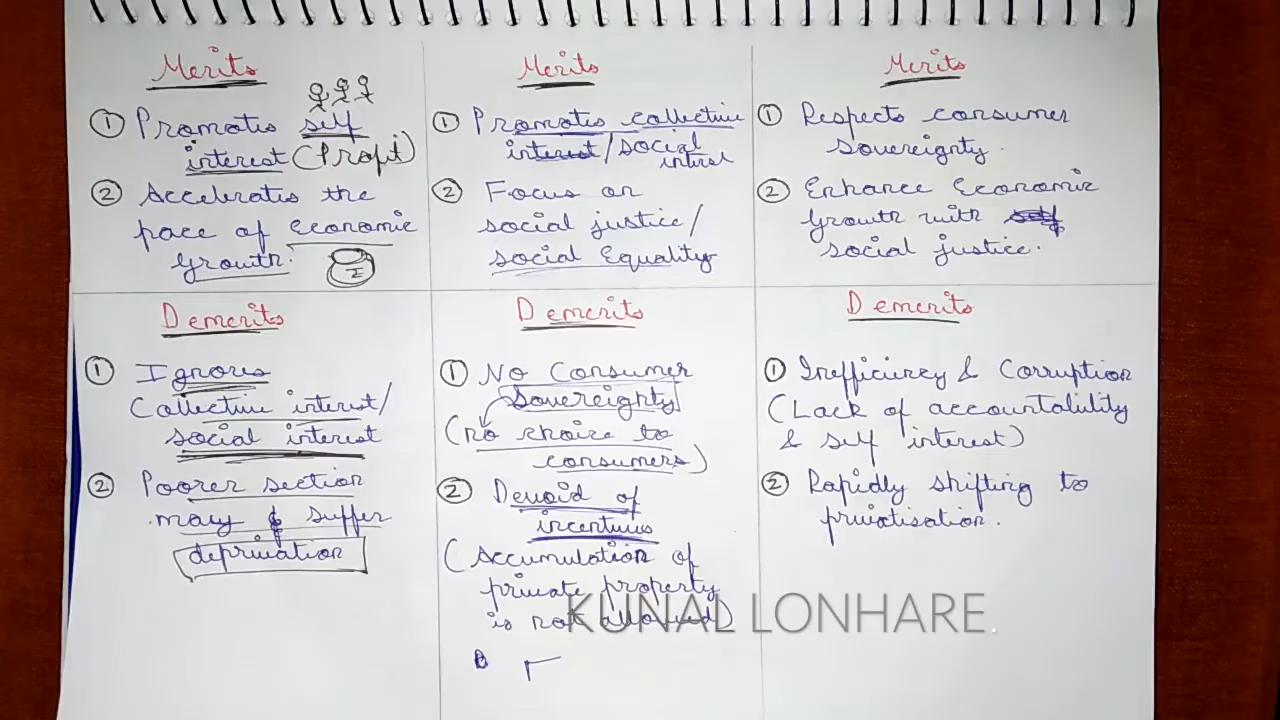 Merits
① Promotes self
interest (Profit)
② Accelerates the
pace of economic
growth.
I
Merits
① Promotes collective
interest/social
interest
② Focus on
social justice/
social Equality
Merits
① Respects consumer
sovereignty.
② Enhance Economic
growth with
social justice.
Demerits
① Ignores
Collective interest/
social interest
② Poorer section
may suffer
deprivation
Demerits
① No Consumer
Sovereignty
(no choice to
consumers)
② Devoid of
incentives
(Accumulation of
private property
is not allowed)
Demerits
① Inefficiency & Corruption
(Lack of accountability
& self interest)
② Rapidly shifting to
privatisation.
KUNAL LONHARE.